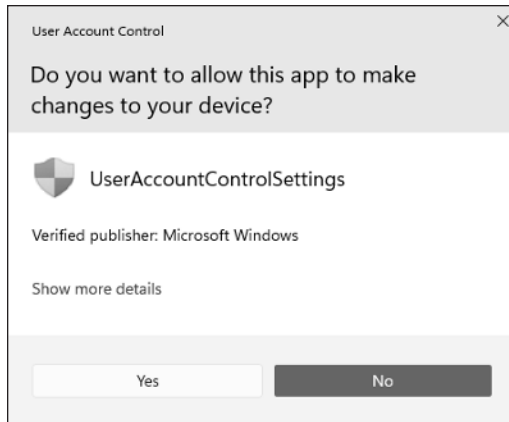 User Account Control
Do you want to allow this app to make
changes to your device?
UserAccountControlSettings
Verified publisher: Microsoft Windows
Show more details
Yes
No